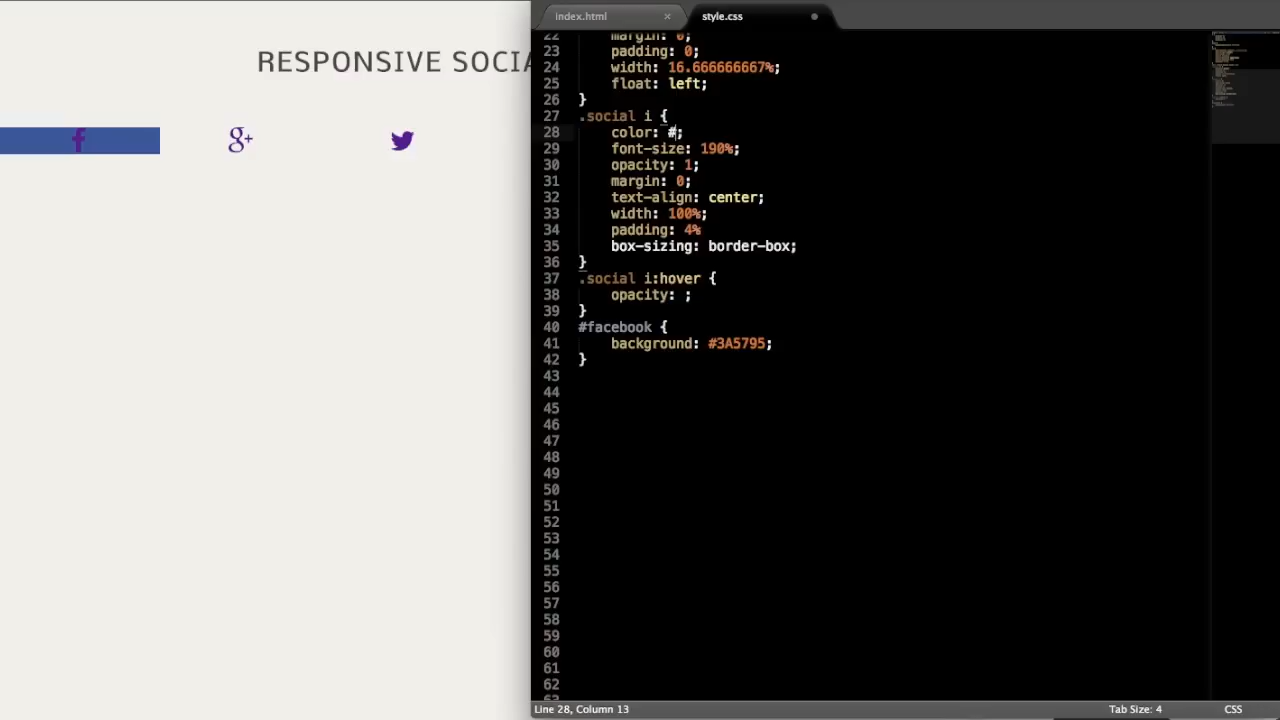 index.html × style.css
RESPONSIVE SOCIA
22 margin: 0;
23 padding: 0;
24 width: 16.666666667%;
25 float: left;
26 }
27 .social i {
28 color: #;
29 font-size: 190%;
30 opacity: 1;
31 margin: 0;
32 text-align: center;
33 width: 100%;
34 padding: 4%
35 box-sizing: border-box;
36 }
37 .social i:hover {
38 opacity: ;
39 }
40 #facebook {
41 background: #3A5795;
42 }
43
44
45
46
47
48
49
50
51
52
53
54
55
56
57
58
59
60
61
62
63
f g+
Line 28, Column 13 Tab Size: 4 CSS